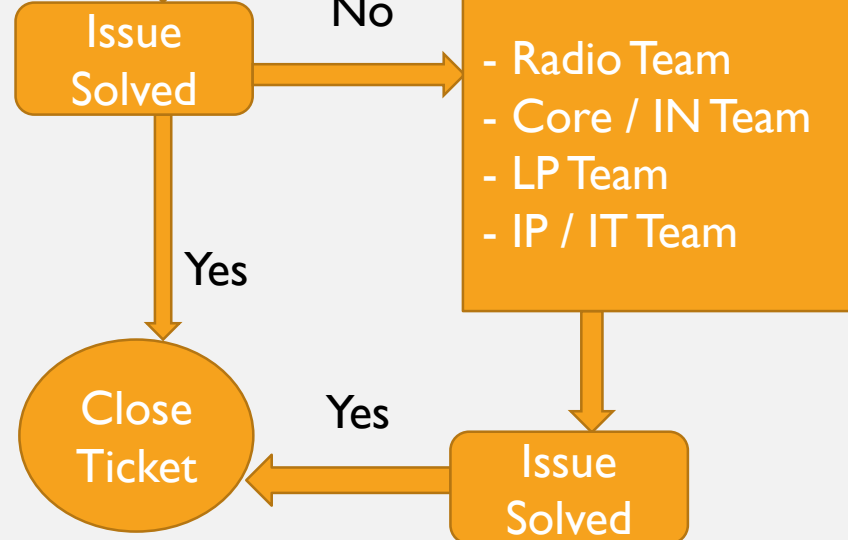 No
Issue
Solved
- Radio Team
- Core / IN Team
- LP Team
- IP / IT Team
Yes
Close
Ticket
Yes
Issue
Solved